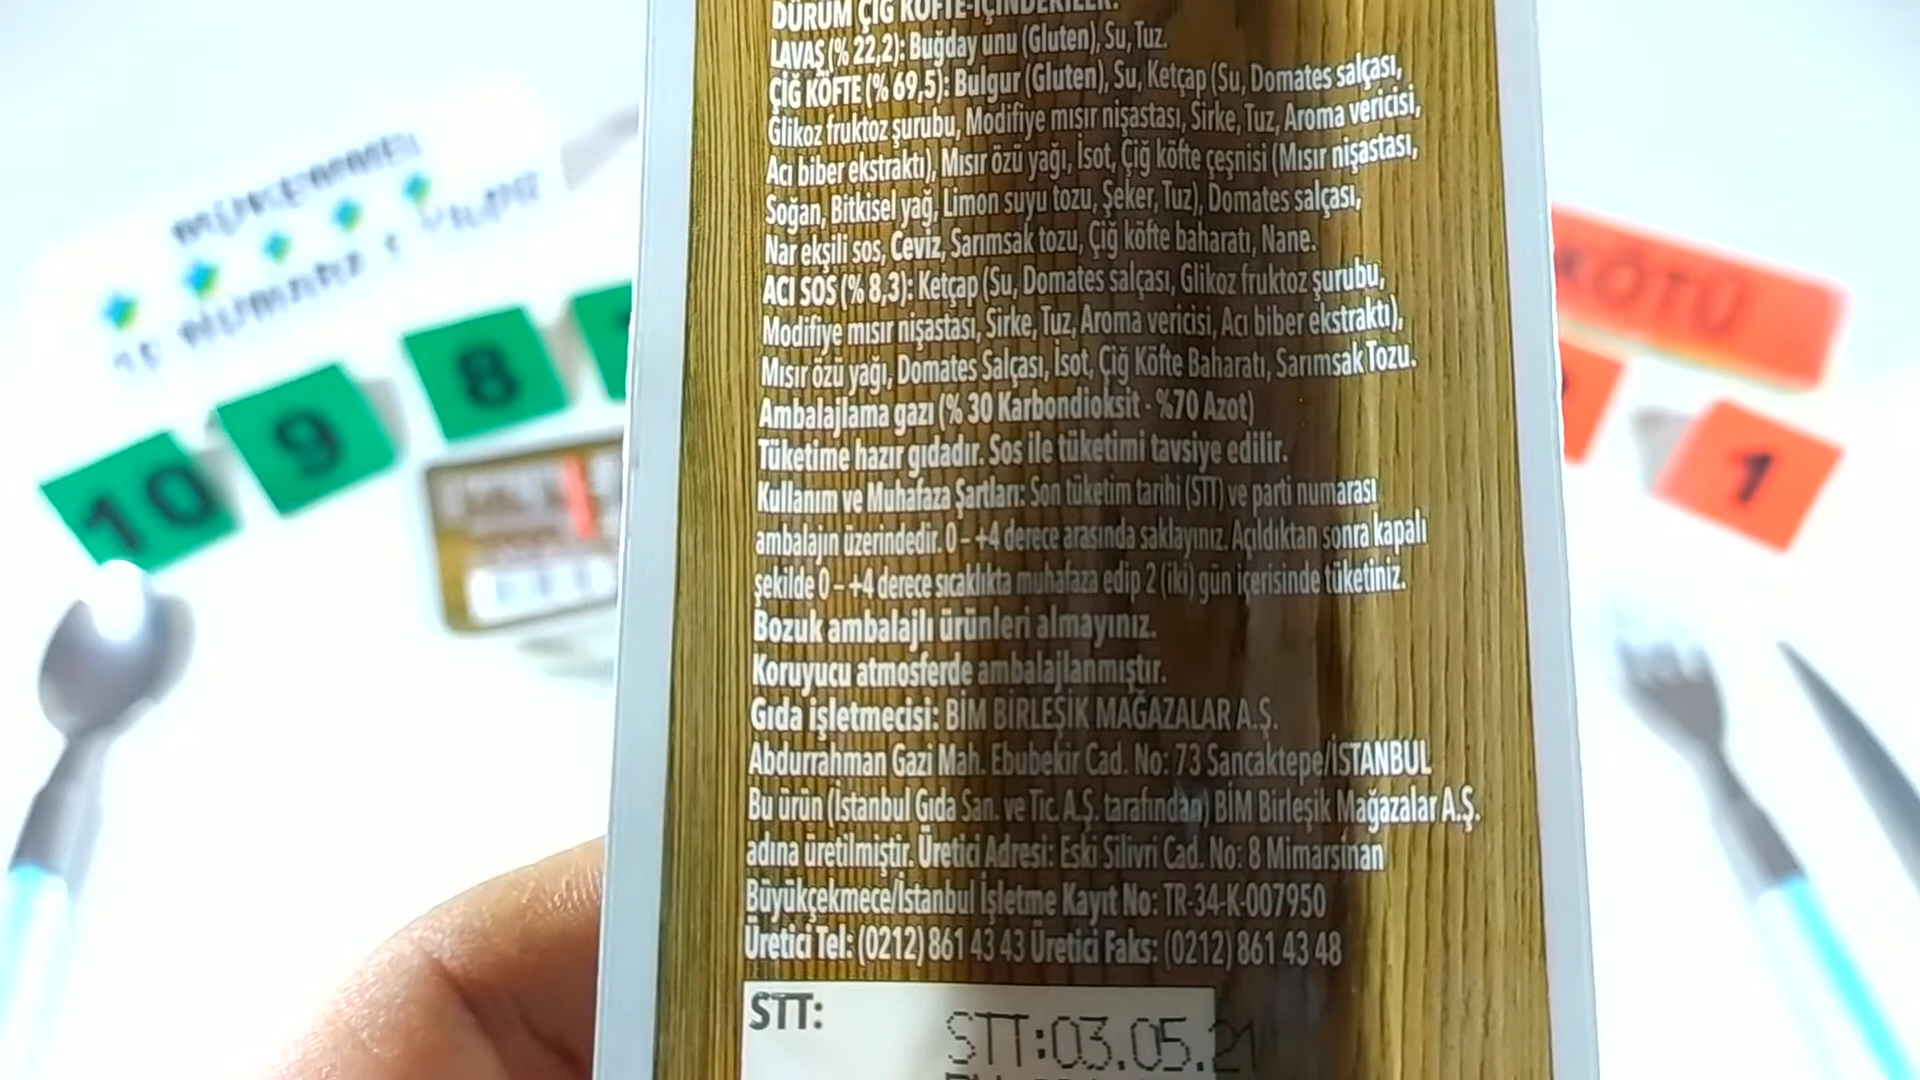 DÜRÜM ÇİĞ KÖFTE-İÇİNDEKİLER:
LAVAŞ (% 22,2): Buğday unu (Gluten), Su, Tuz.
ÇİĞ KÖFTE (% 69,5): Bulgur (Gluten), Su, Ketçap (Su, Domates salçası,
Glikoz fruktoz şurubu, Modifiye mısır nişastası, Sirke, Tuz, Aroma vericisi,
Acı biber ekstraktı), Mısır özü yağı, İsot, Çiğ köfte çeşnisi (Mısır nişastası,
Soğan, Bitkisel yağ, Limon suyu tozu, Şeker, Tuz), Domates salçası,
Nar ekşili sos, Ceviz, Sarımsak tozu, Çiğ köfte baharatı, Nane.
ACI SOS (% 8,3): Ketçap (Su, Domates salçası, Glikoz fruktoz şurubu,
Modifiye mısır nişastası, Sirke, Tuz, Aroma vericisi, Acı biber ekstraktı),
Mısır özü yağı, Domates Salçası, İsot, Çiğ Köfte Baharatı, Sarımsak Tozu.
Ambalajlama gazı (% 30 Karbondioksit - %70 Azot)
Tüketime hazır gıdadır. Sos ile tüketimi tavsiye edilir.
Kullanım ve Muhafaza Şartları: Son tüketim tarihi (STT) ve parti numarası
ambalajın üzerindedir. 0 – +4 derece arasında saklayınız. Açıldıktan sonra kapalı
şekilde 0 – +4 derece sıcaklıkta muhafaza edip 2 (iki) gün içerisinde tüketiniz.
Bozuk ambalajlı ürünleri almayınız.
Koruyucu atmosferde ambalajlanmıştır.
Gıda işletmecisi: BİM BİRLEŞİK MAĞAZALAR A.Ş.
Abdurrahman Gazi Mah. Ebubekir Cad. No: 73 Sancaktepe/İSTANBUL
Bu ürün (İstanbul Gıda San. ve Tic. A.Ş. tarafından) BİM Birleşik Mağazalar A.Ş.
adına üretilmiştir. Üretici Adresi: Eski Silivri Cad. No: 8 Mimarsinan
Büyükçekmece/İstanbul İşletme Kayıt No: TR-34-K-007950
Üretici Tel: (0212) 861 43 43 Üretici Faks: (0212) 861 43 48
STT:
STT:03.05.21
MÜKEMMEL
10
9
8
KÖTÜ
1